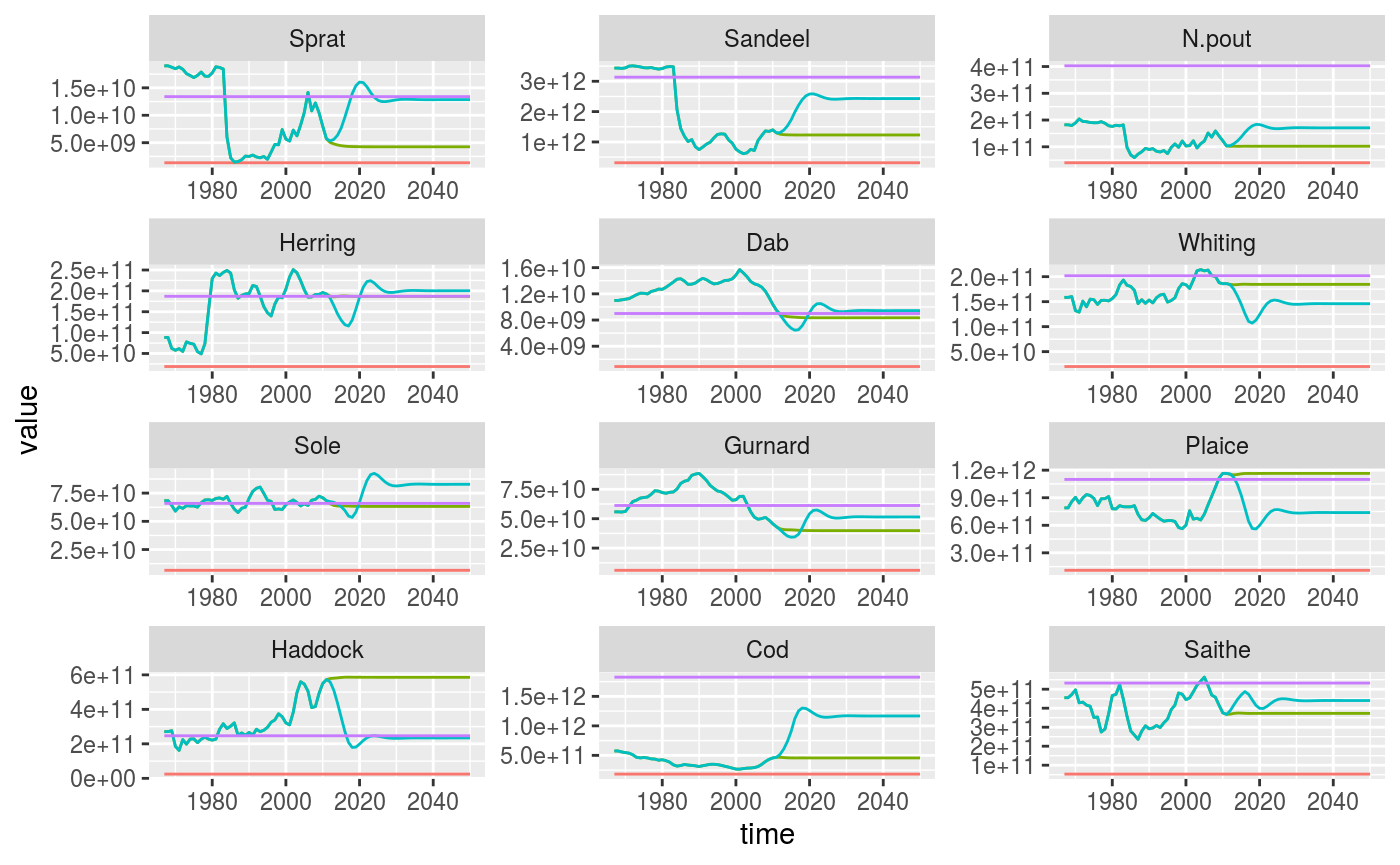 Sprat Sandeel N.pout
1.5e+10 1.0e+10 5.0e+09
3e+12 2e+12 1e+12
4e+11 3e+11 2e+11 1e+11
1980 2000 2020 2040 1980 2000 2020 2040 1980 2000 2020 2040
Herring Dab Whiting
2.5e+11 2.0e+11 1.5e+11 1.0e+11 5.0e+10
1.6e+10 1.2e+10 8.0e+09 4.0e+09
2.0e+11 1.5e+11 1.0e+11 5.0e+10
1980 2000 2020 2040 1980 2000 2020 2040 1980 2000 2020 2040
value
Sole Gurnard Plaice
7.5e+10 5.0e+10 2.5e+10
7.5e+10 5.0e+10 2.5e+10
1.2e+12 9.0e+11 6.0e+11 3.0e+11
1980 2000 2020 2040 1980 2000 2020 2040 1980 2000 2020 2040
Haddock Cod Saithe
6e+11 4e+11 2e+11 0e+00
1.5e+12 1.0e+12 5.0e+11
5e+11 4e+11 3e+11 2e+11 1e+11
1980 2000 2020 2040 1980 2000 2020 2040 1980 2000 2020 2040
time